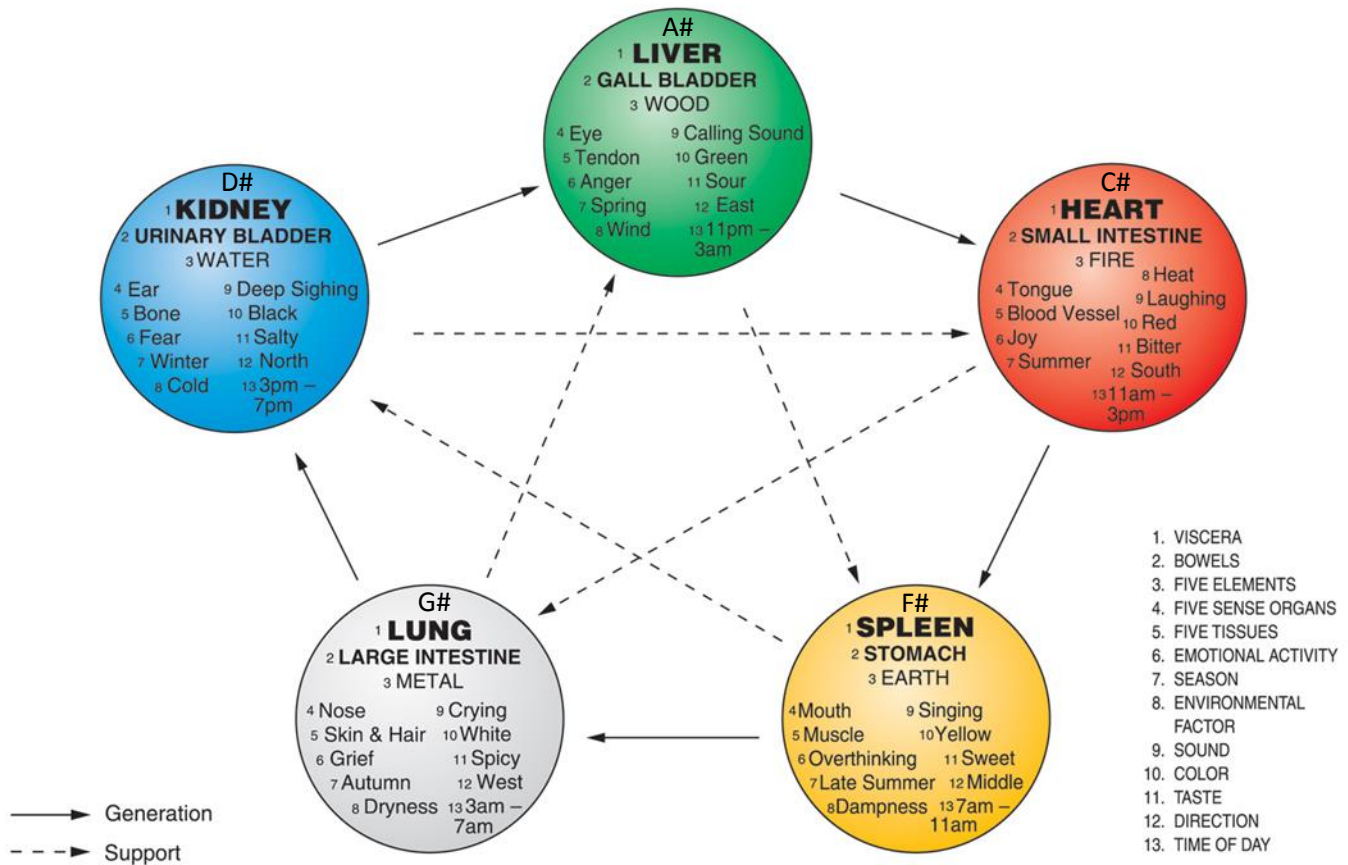 A#
1 LIVER
2 GALL BLADDER
3 WOOD
4 Eye
5 Tendon
6 Anger
7 Spring
8 Wind
9 Calling Sound
10 Green
11 Sour
12 East
13 11pm –
3am
D#
1 KIDNEY
2 URINARY BLADDER
3 WATER
4 Ear
5 Bone
6 Fear
7 Winter
8 Cold
9 Deep Sighing
10 Black
11 Salty
12 North
13 3pm –
7pm
C#
1 HEART
2 SMALL INTESTINE
3 FIRE
4 Tongue
5 Blood Vessel
6 Joy
7 Summer
8 Heat
9 Laughing
10 Red
11 Bitter
12 South
13 11am –
3pm
G#
1 LUNG
2 LARGE INTESTINE
3 METAL
4 Nose
5 Skin & Hair
6 Grief
7 Autumn
8 Dryness
9 Crying
10 White
11 Spicy
12 West
13 3am –
7am
F#
1 SPLEEN
2 STOMACH
3 EARTH
4 Mouth
5 Muscle
6 Overthinking
7 Late Summer
8 Dampness
9 Singing
10 Yellow
11 Sweet
12 Middle
13 7am –
11am
1. VISCERA
2. BOWELS
3. FIVE ELEMENTS
4. FIVE SENSE ORGANS
5. FIVE TISSUES
6. EMOTIONAL ACTIVITY
7. SEASON
8. ENVIRONMENTAL
FACTOR
9. SOUND
10. COLOR
11. TASTE
12. DIRECTION
13. TIME OF DAY
Generation
Support